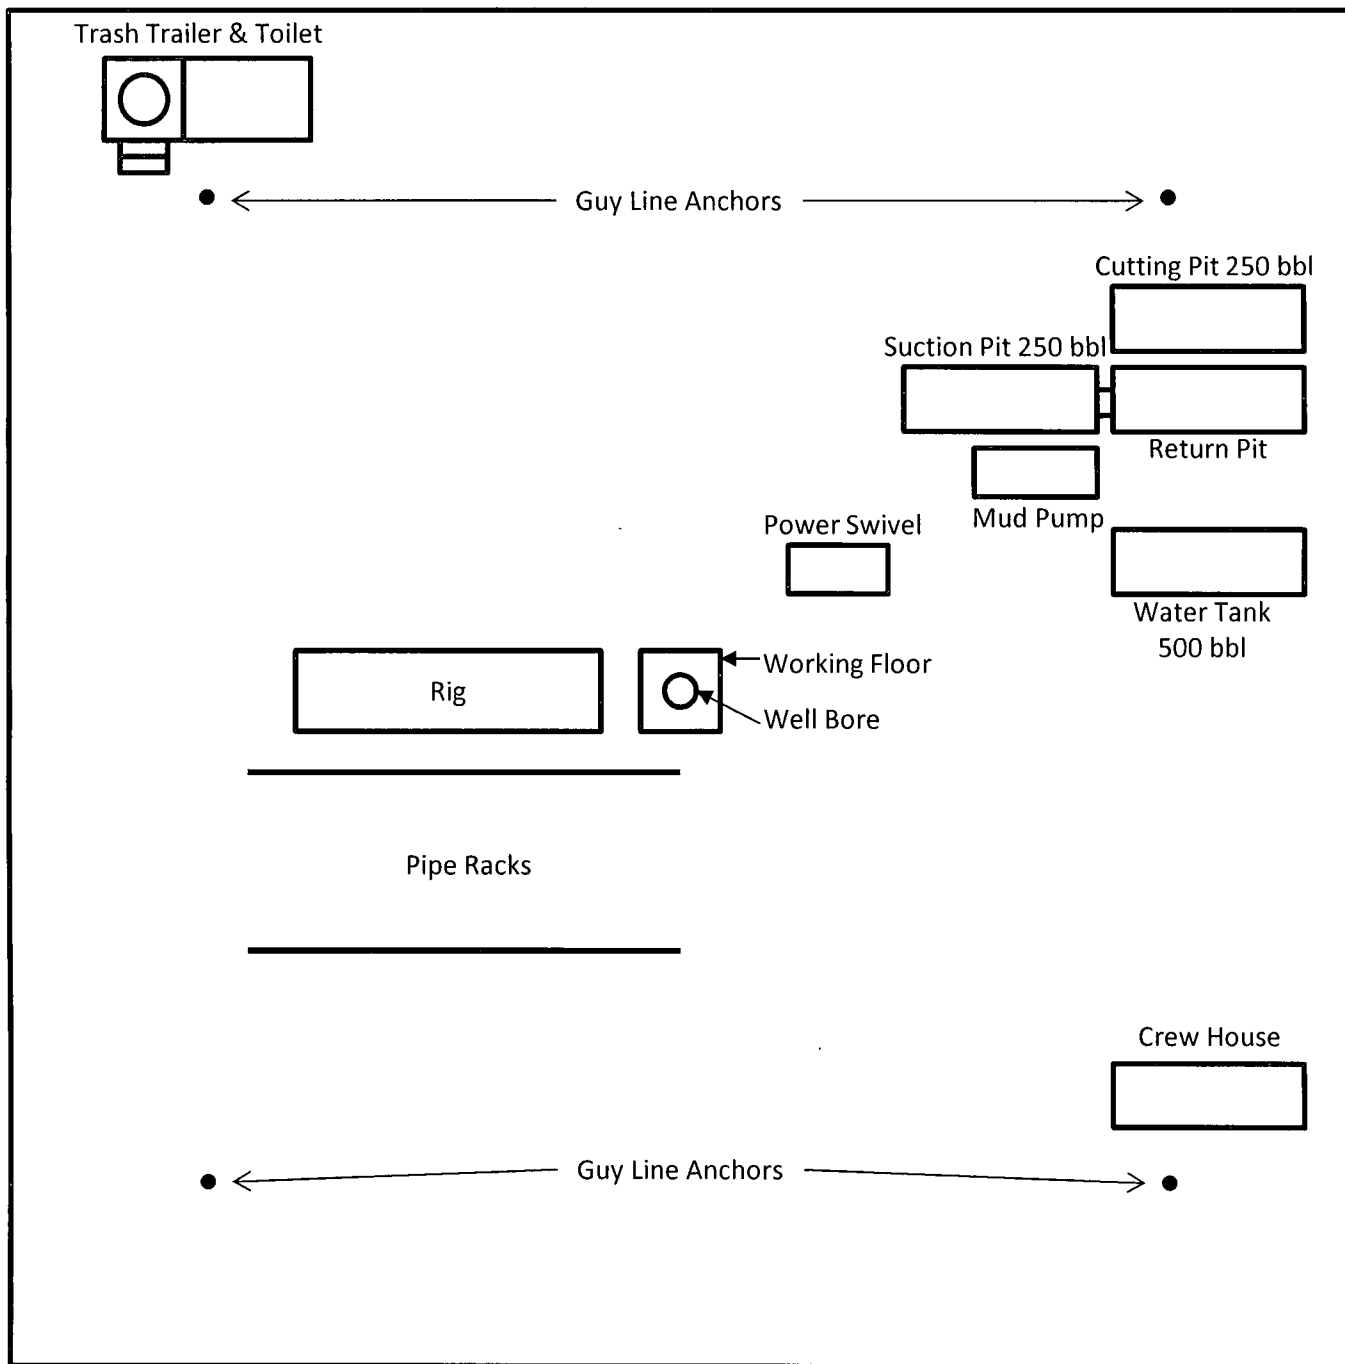 Trash Trailer & Toilet
Guy Line Anchors
Cutting Pit 250 bbl
Suction Pit 250 bbl
Return Pit
Mud Pump
Power Swivel
Water Tank
500 bbl
Working Floor
Rig
Well Bore
Pipe Racks
Crew House
Guy Line Anchors